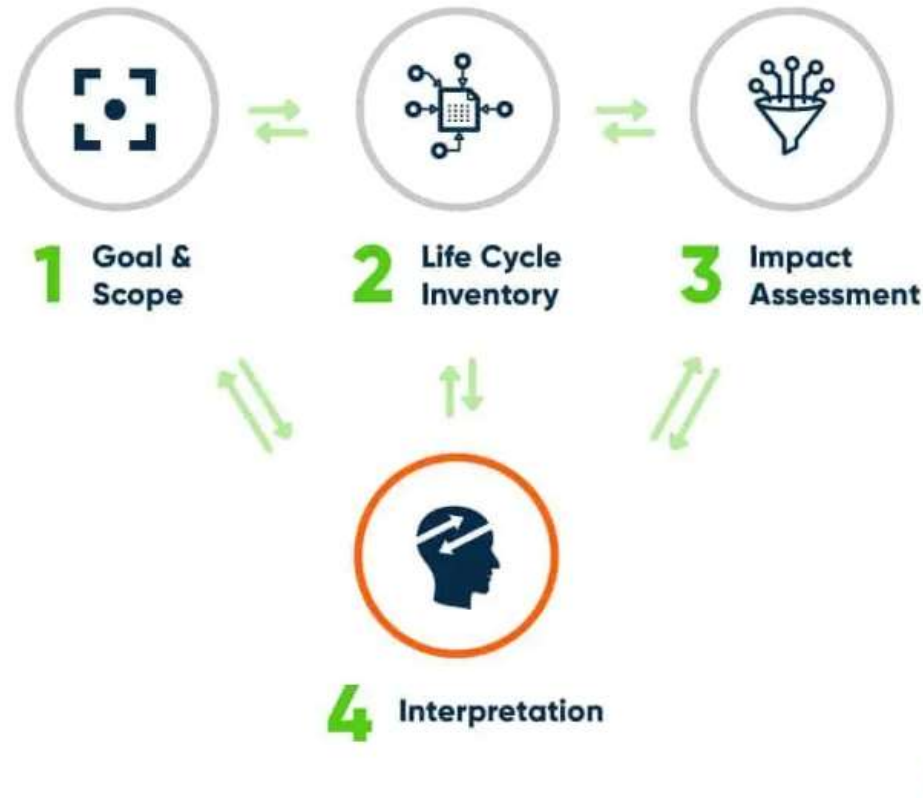 1 Goal &
Scope
2 Life Cycle
Inventory
3 Impact
Assessment
4 Interpretation